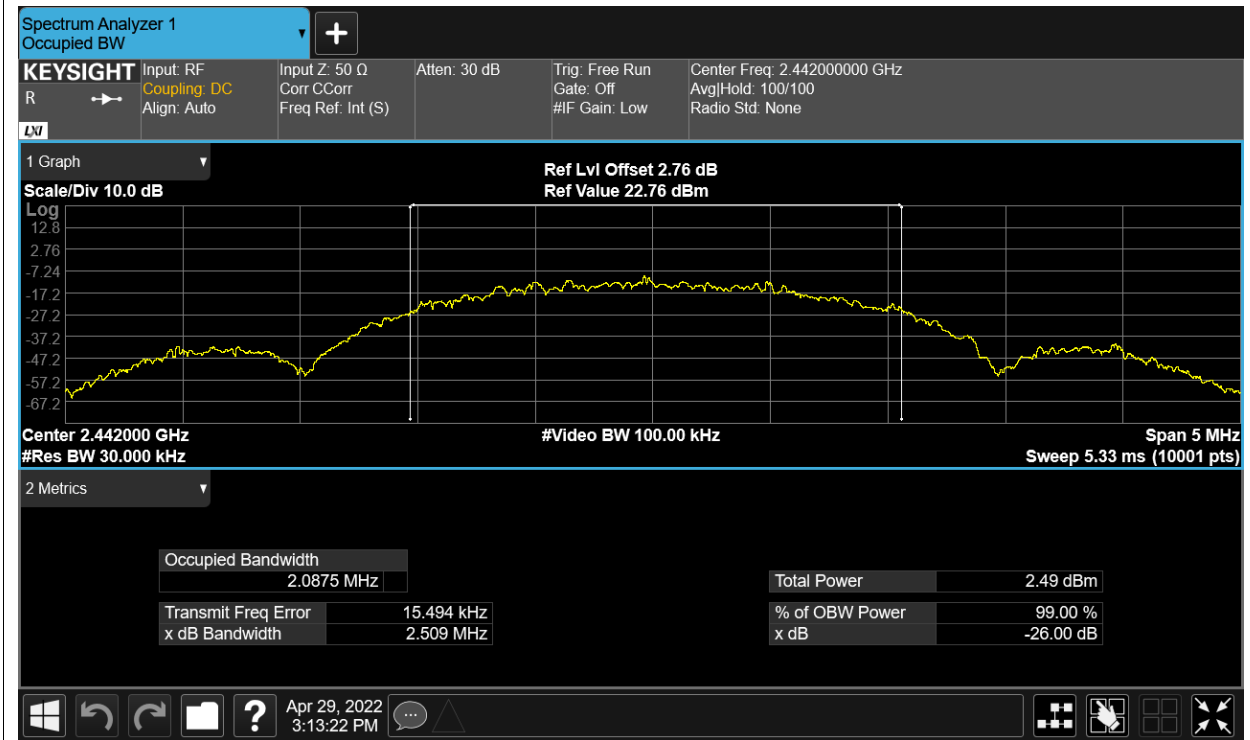 Spectrum Analyzer 1
Occupied BW
KEYSIGHT
R
LXI
Input: RF
Coupling: DC
Align: Auto
Input Z: 50 Ω
Corr CCorr
Freq Ref: Int (S)
Atten: 30 dB
Trig: Free Run
Gate: Off
#IF Gain: Low
Center Freq: 2.442000000 GHz
Avg|Hold: 100/100
Radio Std: None
1 Graph
Scale/Div 10.0 dB
Ref Lvl Offset 2.76 dB
Ref Value 22.76 dBm
Log
12.8
2.76
-7.24
-17.2
-27.2
-37.2
-47.2
-57.2
-67.2
Center 2.442000 GHz
#Video BW 100.00 kHz
Span 5 MHz
#Res BW 30.000 kHz
Sweep 5.33 ms (10001 pts)
2 Metrics
Occupied Bandwidth
2.0875 MHz
Total Power 2.49 dBm
Transmit Freq Error 15.494 kHz
% of OBW Power 99.00 %
x dB Bandwidth 2.509 MHz
x dB -26.00 dB
?
Apr 29, 2022
3:13:22 PM